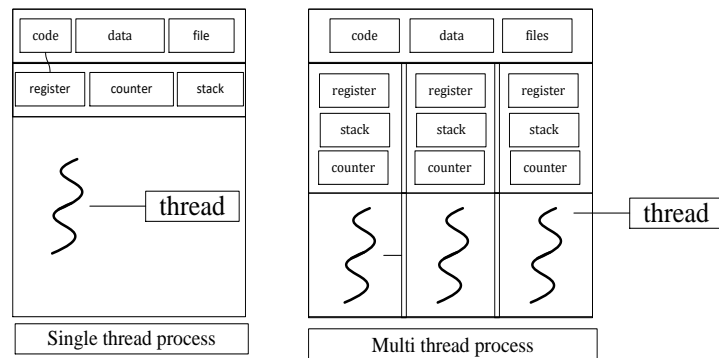 code data file
register counter stack
thread
Single thread process
code data files
register register register
stack stack stack
counter counter counter
thread
Multi thread process